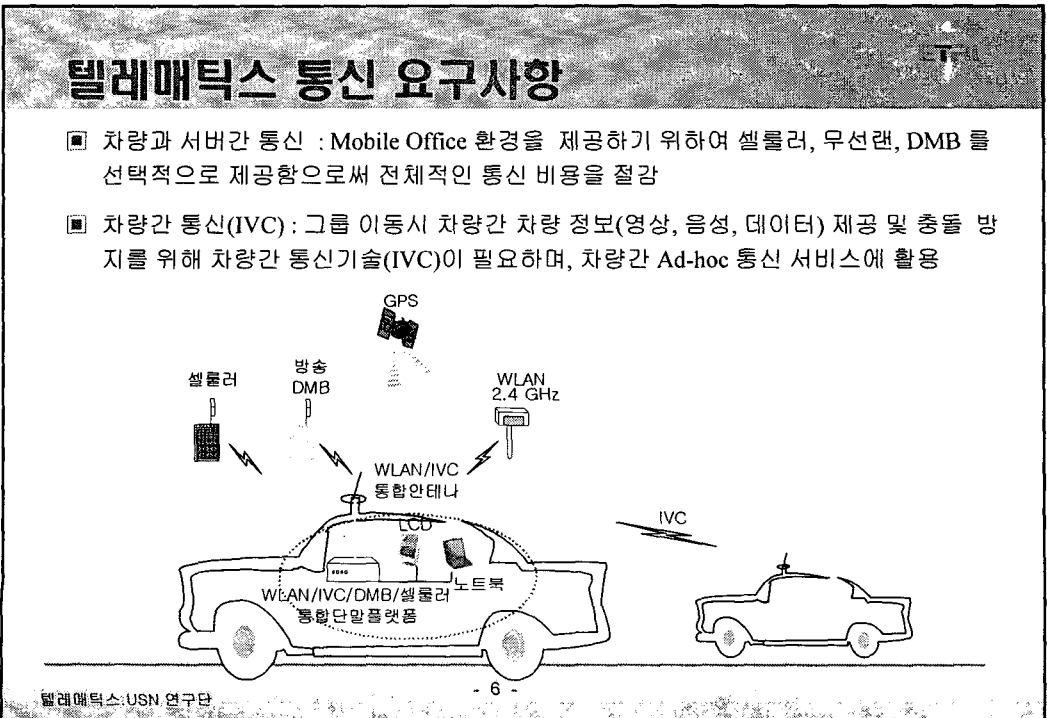 텔레매틱스 통신 요구사항
차량과 서버간 통신 : Mobile Office 환경을 제공하기 위하여 셀룰러, 무선랜, DMB 를
선택적으로 제공함으로써 전체적인 통신 비용을 절감
차량간 통신(IVC) : 그룹 이동시 차량간 차량 정보(영상, 음성, 데이터) 제공 및 충돌 방
지를 위해 차량간 통신기술(IVC)이 필요하며, 차량간 Ad-hoc 통신 서비스에 활용
GPS
셀룰러
방송
DMB
WLAN
2.4 GHz
WLAN/IVC
통합안테나
LCD
IVC
노트북
WLAN/IVC/DMB/셀룰러
통합단말플랫폼
텔레매틱스.USN 연구단
- 6 -